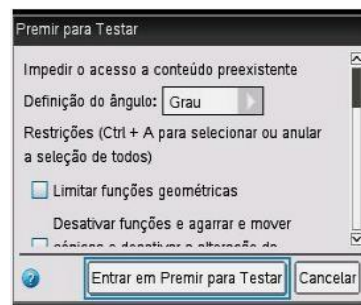 Premir para Testar
Impedir o acesso a conteúdo preexistente
Definição do ângulo: Grau
Restrições (Ctrl + A para selecionar ou anular
a seleção de todos)
Limitar funções geométricas
Desativar funções e agarrar e mover
Entrar em Premir para Testar Cancelar